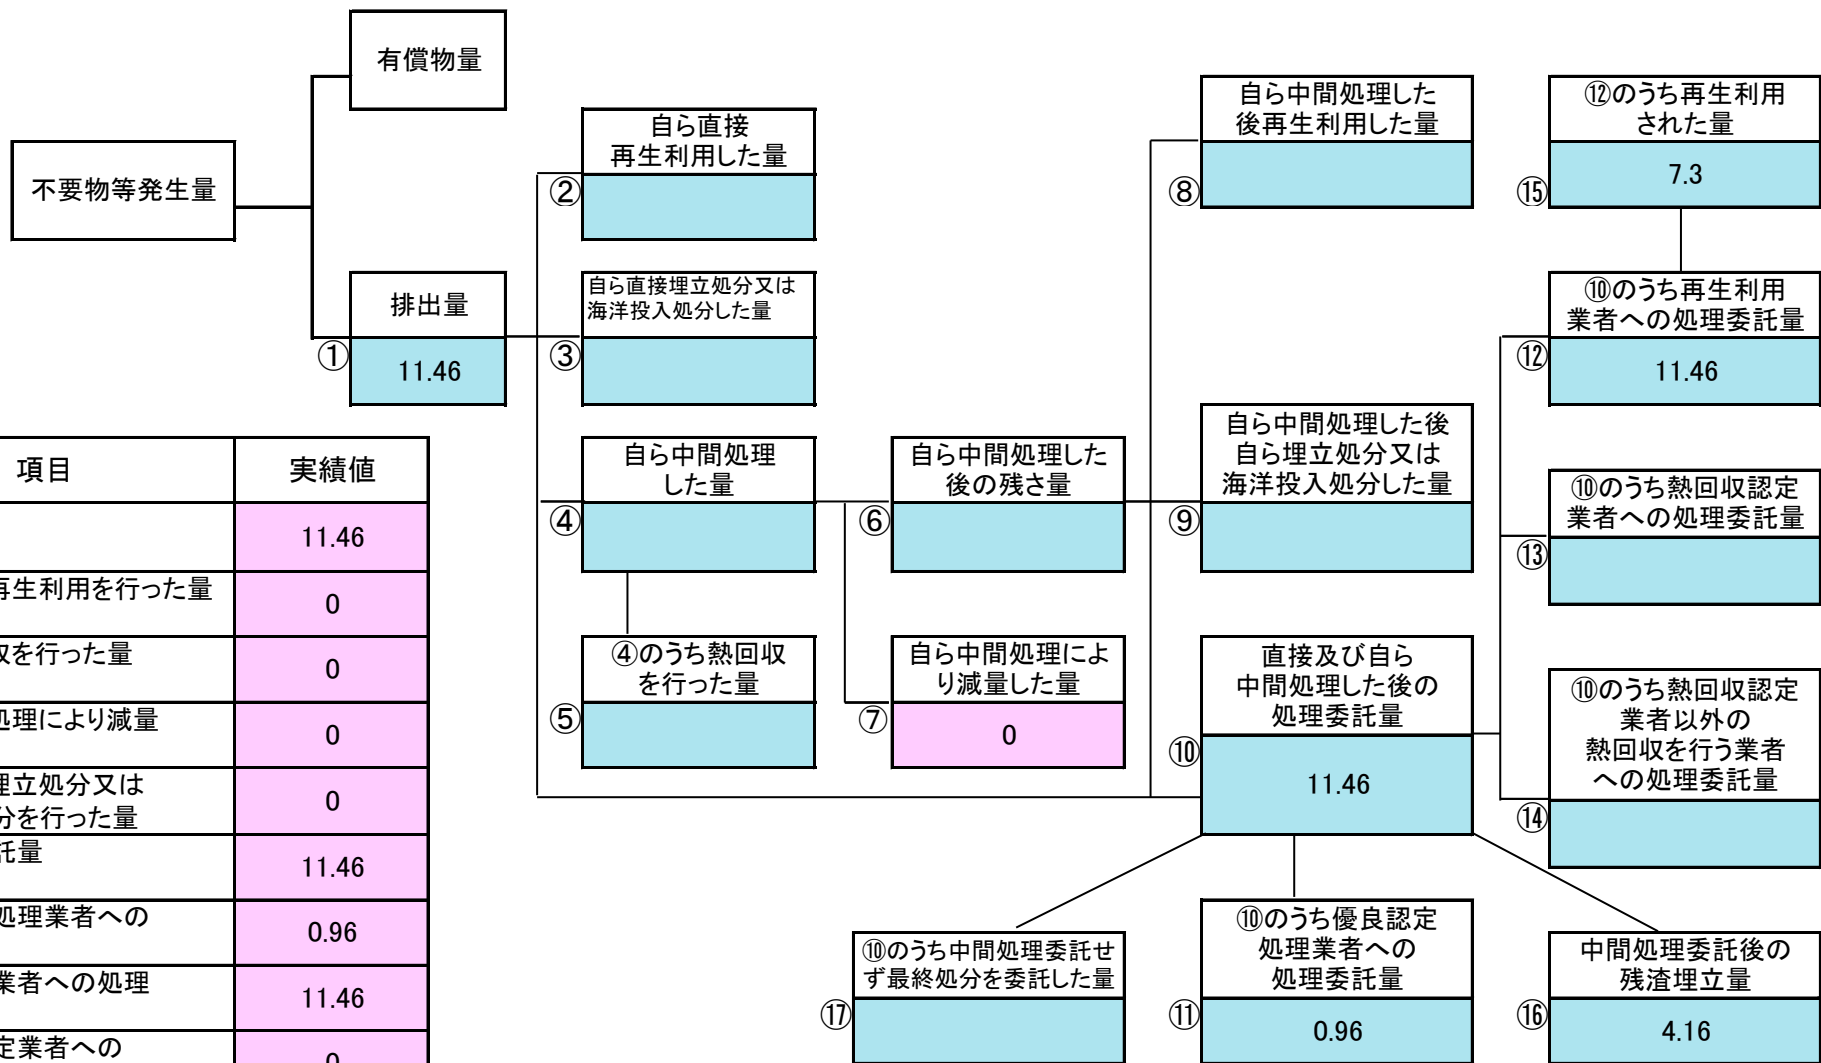 有償物量
不要物等発生量
排出量
①
11.46
自ら直接
再生利用した量
②
自ら直接埋立処分又は
海洋投入処分した量
③
自ら中間処理
した量
④
④のうち熱回収
を行った量
⑤
自ら中間処理した
後の残さ量
⑥
自ら中間処理によ
り減量した量
⑦
0
自ら中間処理した
後再生利用した量
⑧
自ら中間処理した後
自ら埋立処分又は
海洋投入処分した量
⑨
直接及び自ら
中間処理した後の
処理委託量
⑩
11.46
⑫のうち再生利用
された量
⑮
7.3
⑩のうち再生利用
業者への処理委託量
⑫
11.46
⑩のうち熱回収認定
業者への処理委託量
⑬
⑩のうち熱回収認定
業者以外の
熱回収を行う業者
への処理委託量
⑭
⑩のうち中間処理委託せ
ず最終処分を委託した量
⑰
⑩のうち優良認定
処理業者への
処理委託量
⑪
0.96
中間処理委託後の
残渣埋立量
⑯
4.16
項目 実績値
11.46
再生利用を行った量
0
を行った量
0
処理により減量
0
埋立処分又は
分を行った量
0
託量
11.46
処理業者への
0.96
業者への処理
11.46
定業者への
0